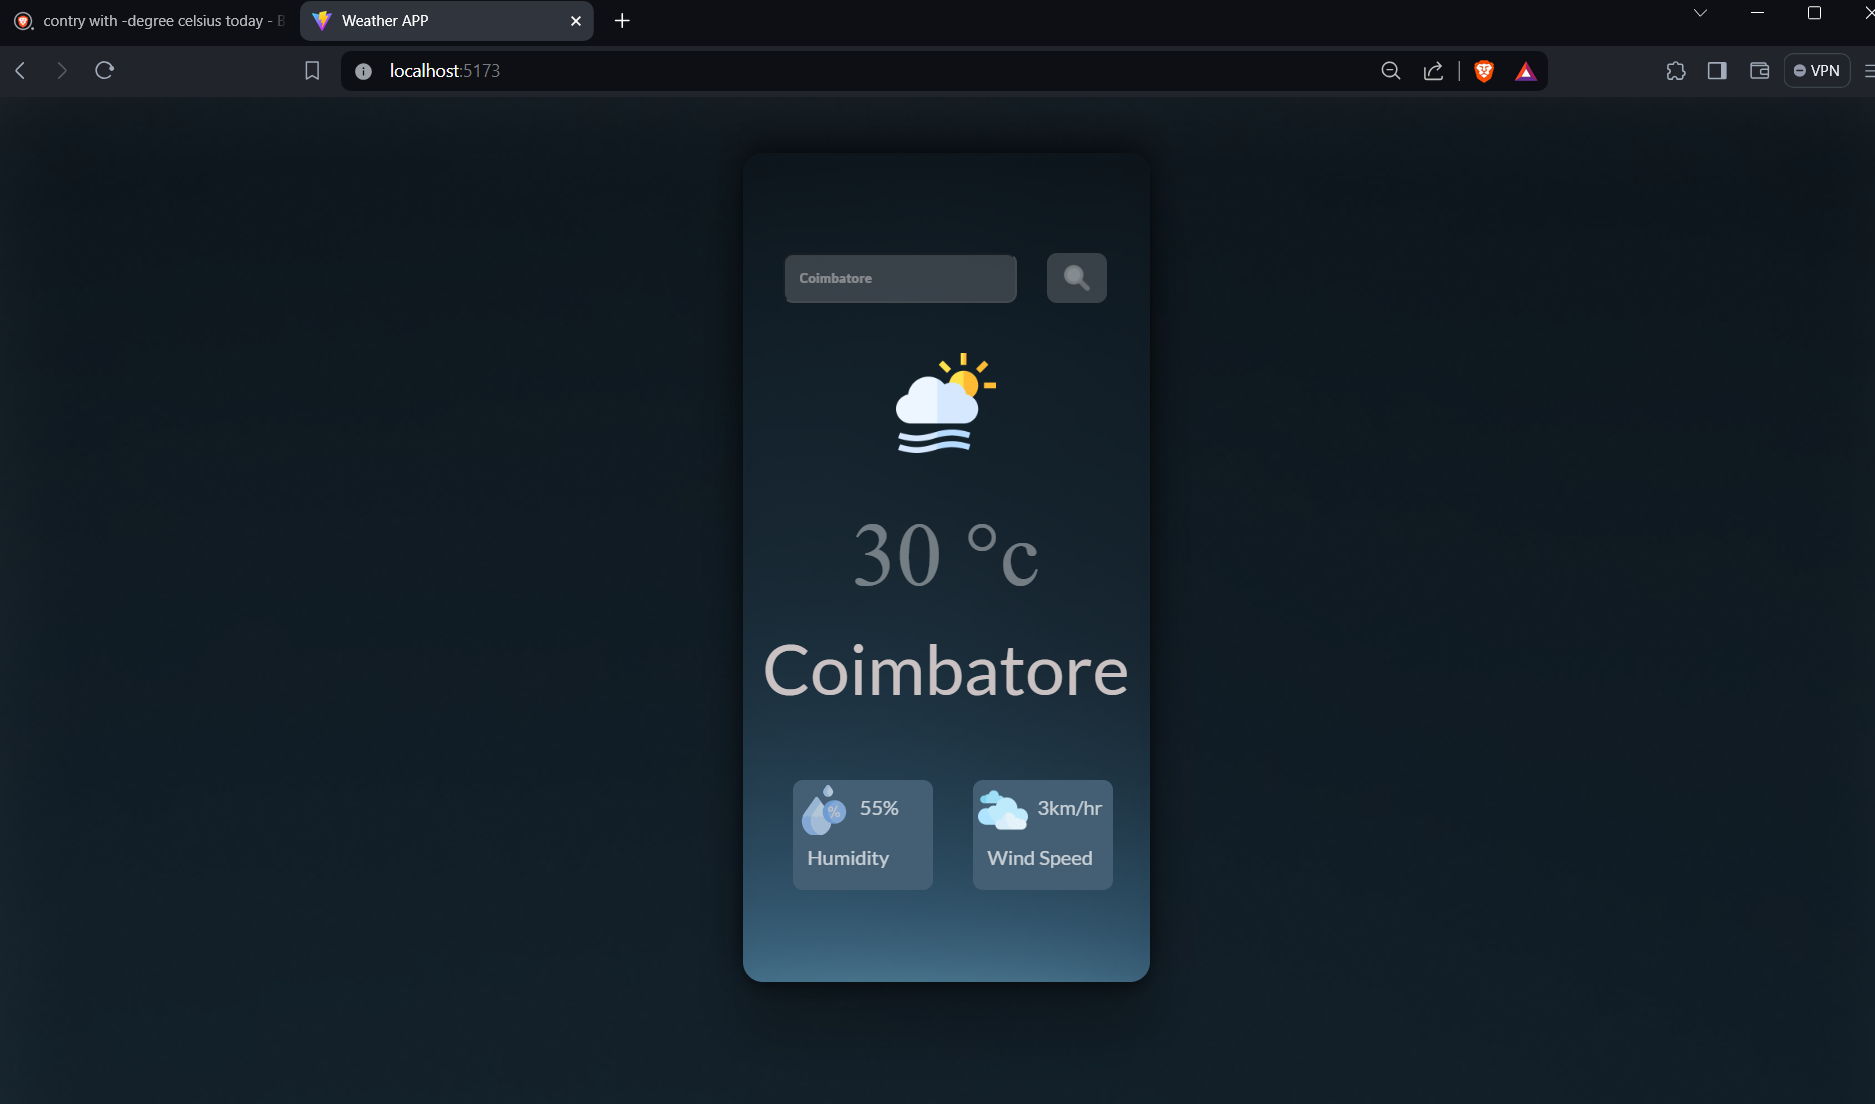 contry with -degree celsius today - B
Weather APP
localhost:5173
VPN
Coimbatore
30 °c
Coimbatore
% 55%
Humidity
3km/hr
Wind Speed